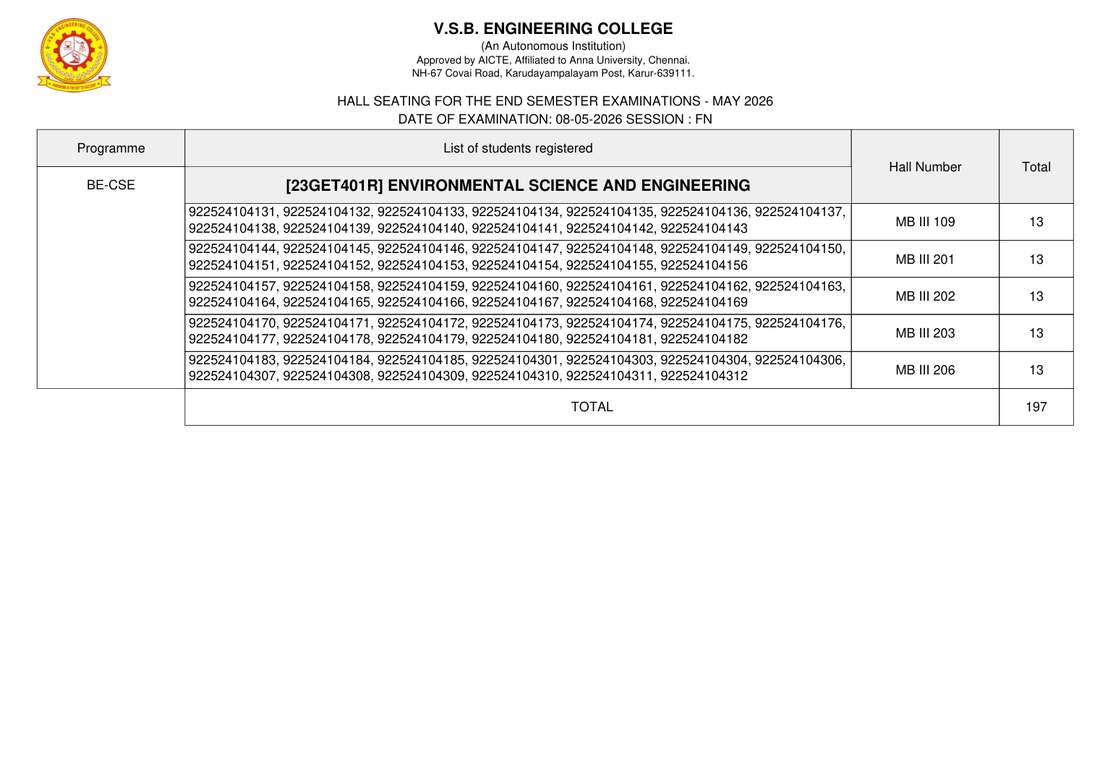 V.S.B. ENGINEERING COLLEGE
(An Autonomous Institution)
Approved by AICTE, Affiliated to Anna University, Chennai.
NH-67 Covai Road, Karudayampalayam Post, Karur-639111.
HALL SEATING FOR THE END SEMESTER EXAMINATIONS - MAY 2026
DATE OF EXAMINATION: 08-05-2026 SESSION : FN
Programme
List of students registered
Hall Number
Total
BE-CSE
[23GET401R] ENVIRONMENTAL SCIENCE AND ENGINEERING
922524104131, 922524104132, 922524104133, 922524104134, 922524104135, 922524104136, 922524104137,
922524104138, 922524104139, 922524104140, 922524104141, 922524104142, 922524104143
MB III 109
13
922524104144, 922524104145, 922524104146, 922524104147, 922524104148, 922524104149, 922524104150,
922524104151, 922524104152, 922524104153, 922524104154, 922524104155, 922524104156
MB III 201
13
922524104157, 922524104158, 922524104159, 922524104160, 922524104161, 922524104162, 922524104163,
922524104164, 922524104165, 922524104166, 922524104167, 922524104168, 922524104169
MB III 202
13
922524104170, 922524104171, 922524104172, 922524104173, 922524104174, 922524104175, 922524104176,
922524104177, 922524104178, 922524104179, 922524104180, 922524104181, 922524104182
MB III 203
13
922524104183, 922524104184, 922524104185, 922524104301, 922524104303, 922524104304, 922524104306,
922524104307, 922524104308, 922524104309, 922524104310, 922524104311, 922524104312
MB III 206
13
TOTAL
197